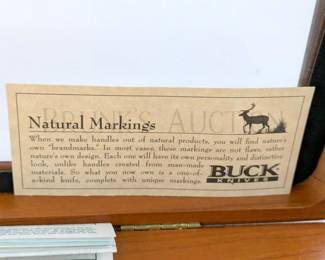 Natural Markings
When we make handles out of natural products, you will find nature's
own "brandmarks." In most cases, these markings are not flaws, rather
nature's own design. Each one will have its own personality and distinctive
look, unlike handles created from man-made
materials. So what you now own is a one-of-
a-kind knife, complete with unique markings.
BUCK
KNIVES